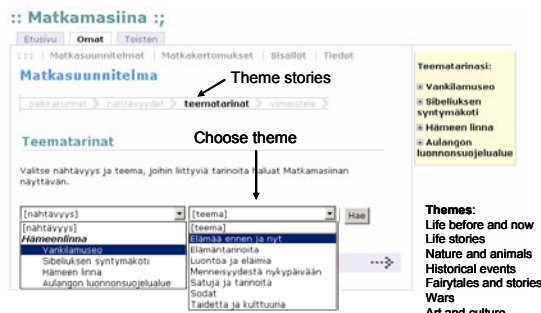 :: Matkamasiina :;
Etusivu Omat Toisten
::: | Matkasuunnitelmat | Matkakertomukset | Sisällöt | Tiedot
Matkasuunnitelma
Theme stories
paikkakunnat > nähtävyydet > teematarinat > viimeistele >
Teematarinat
Choose theme
Valitse nähtävyys ja teema, joihin liittyviä tarinoita haluat Matkamasiinan
näyttävän.
[nähtävyys] [teema] Hae
[nähtävyys]
Hämeenlinna
Vankilamuseo
Sibeliuksen syntymäkoti
Hämeen linna
Aulangon luonnonsuojelualue
[teema]
Elämää ennen ja nyt
Elämäntarinoita
Luontoa ja eläimiä
Menneisyydestä nykypäivään
Satuja ja tarinoita
Sodat
Taidetta ja kulttuuria
Teematarinasi:
Vankilamuseo
Sibeliuksen
syntymäkoti
Hämeen linna
Aulangon
luonnonsuojelualue
Themes:
Life before and now
Life stories
Nature and animals
Historical events
Fairytales and stories
Wars
Art and culture